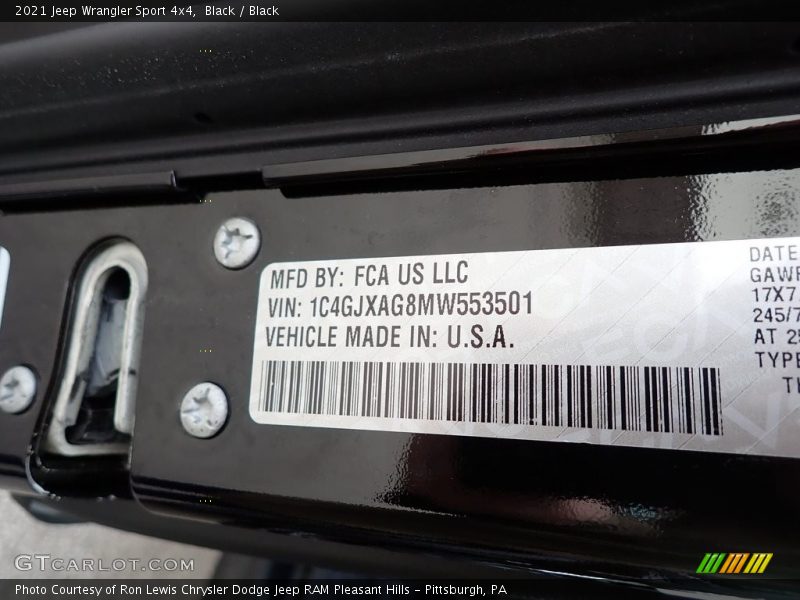 2021 Jeep Wrangler Sport 4x4, Black / Black
MFD BY: FCA US LLC
VIN: 1C4GJXAG8MW553501
VEHICLE MADE IN: U.S.A.
DATE
GAWR
17X7
245/7
AT 29
TYPE
GTCARLOT.COM
Photo Courtesy of Ron Lewis Chrysler Dodge Jeep RAM Pleasant Hills - Pittsburgh, PA